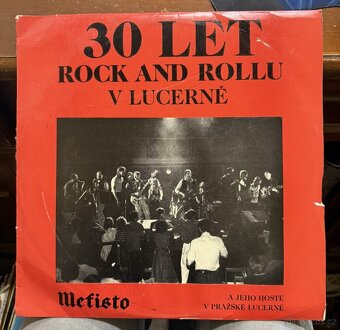 30 LET
ROCK AND ROLLU
V LUCERNĚ
Mefisto
A JEHO HOSTÉ
V PRAŽSKÉ LUCERNĚ